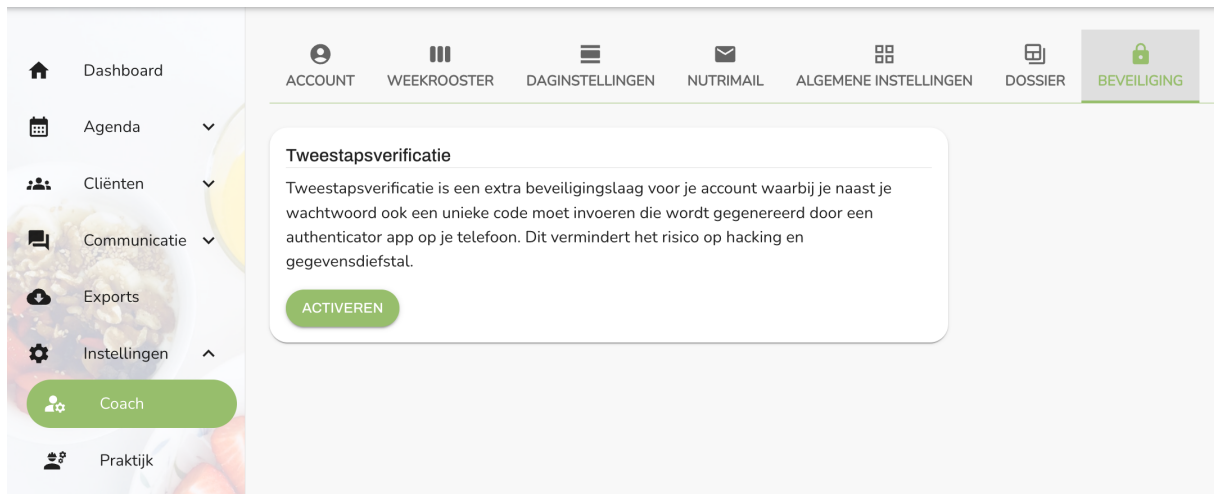 Dashboard
Agenda
Cliënten
Communicatie
Exports
Instellingen
Coach
Praktijk
ACCOUNT
WEEKROOSTER
DAGINSTELLINGEN
NUTRIMAIL
ALGEMENE INSTELLINGEN
DOSSIER
BEVEILIGING
Tweestapsverificatie
Tweestapsverificatie is een extra beveiligingslaag voor je account waarbij je naast je
wachtwoord ook een unieke code moet invoeren die wordt gegenereerd door een
authenticator app op je telefoon. Dit vermindert het risico op hacking en
gegevensdiefstal.
ACTIVEREN